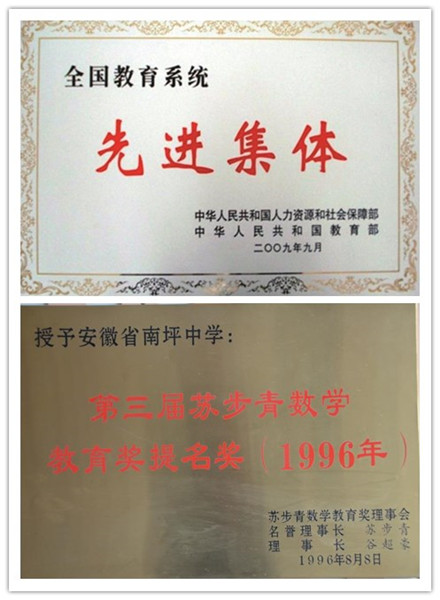 全国教育系统
先进集体
中华人民共和国人力资源和社会保障部
中华人民共和国教育部
二〇〇九年九月
授予安徽省南坪中学：
第三届苏步青数学
教育奖提名奖（1996年）
苏步青数学教育奖理事会
名誉理事长 苏步青
理事长 谷超豪
1996年8月8日